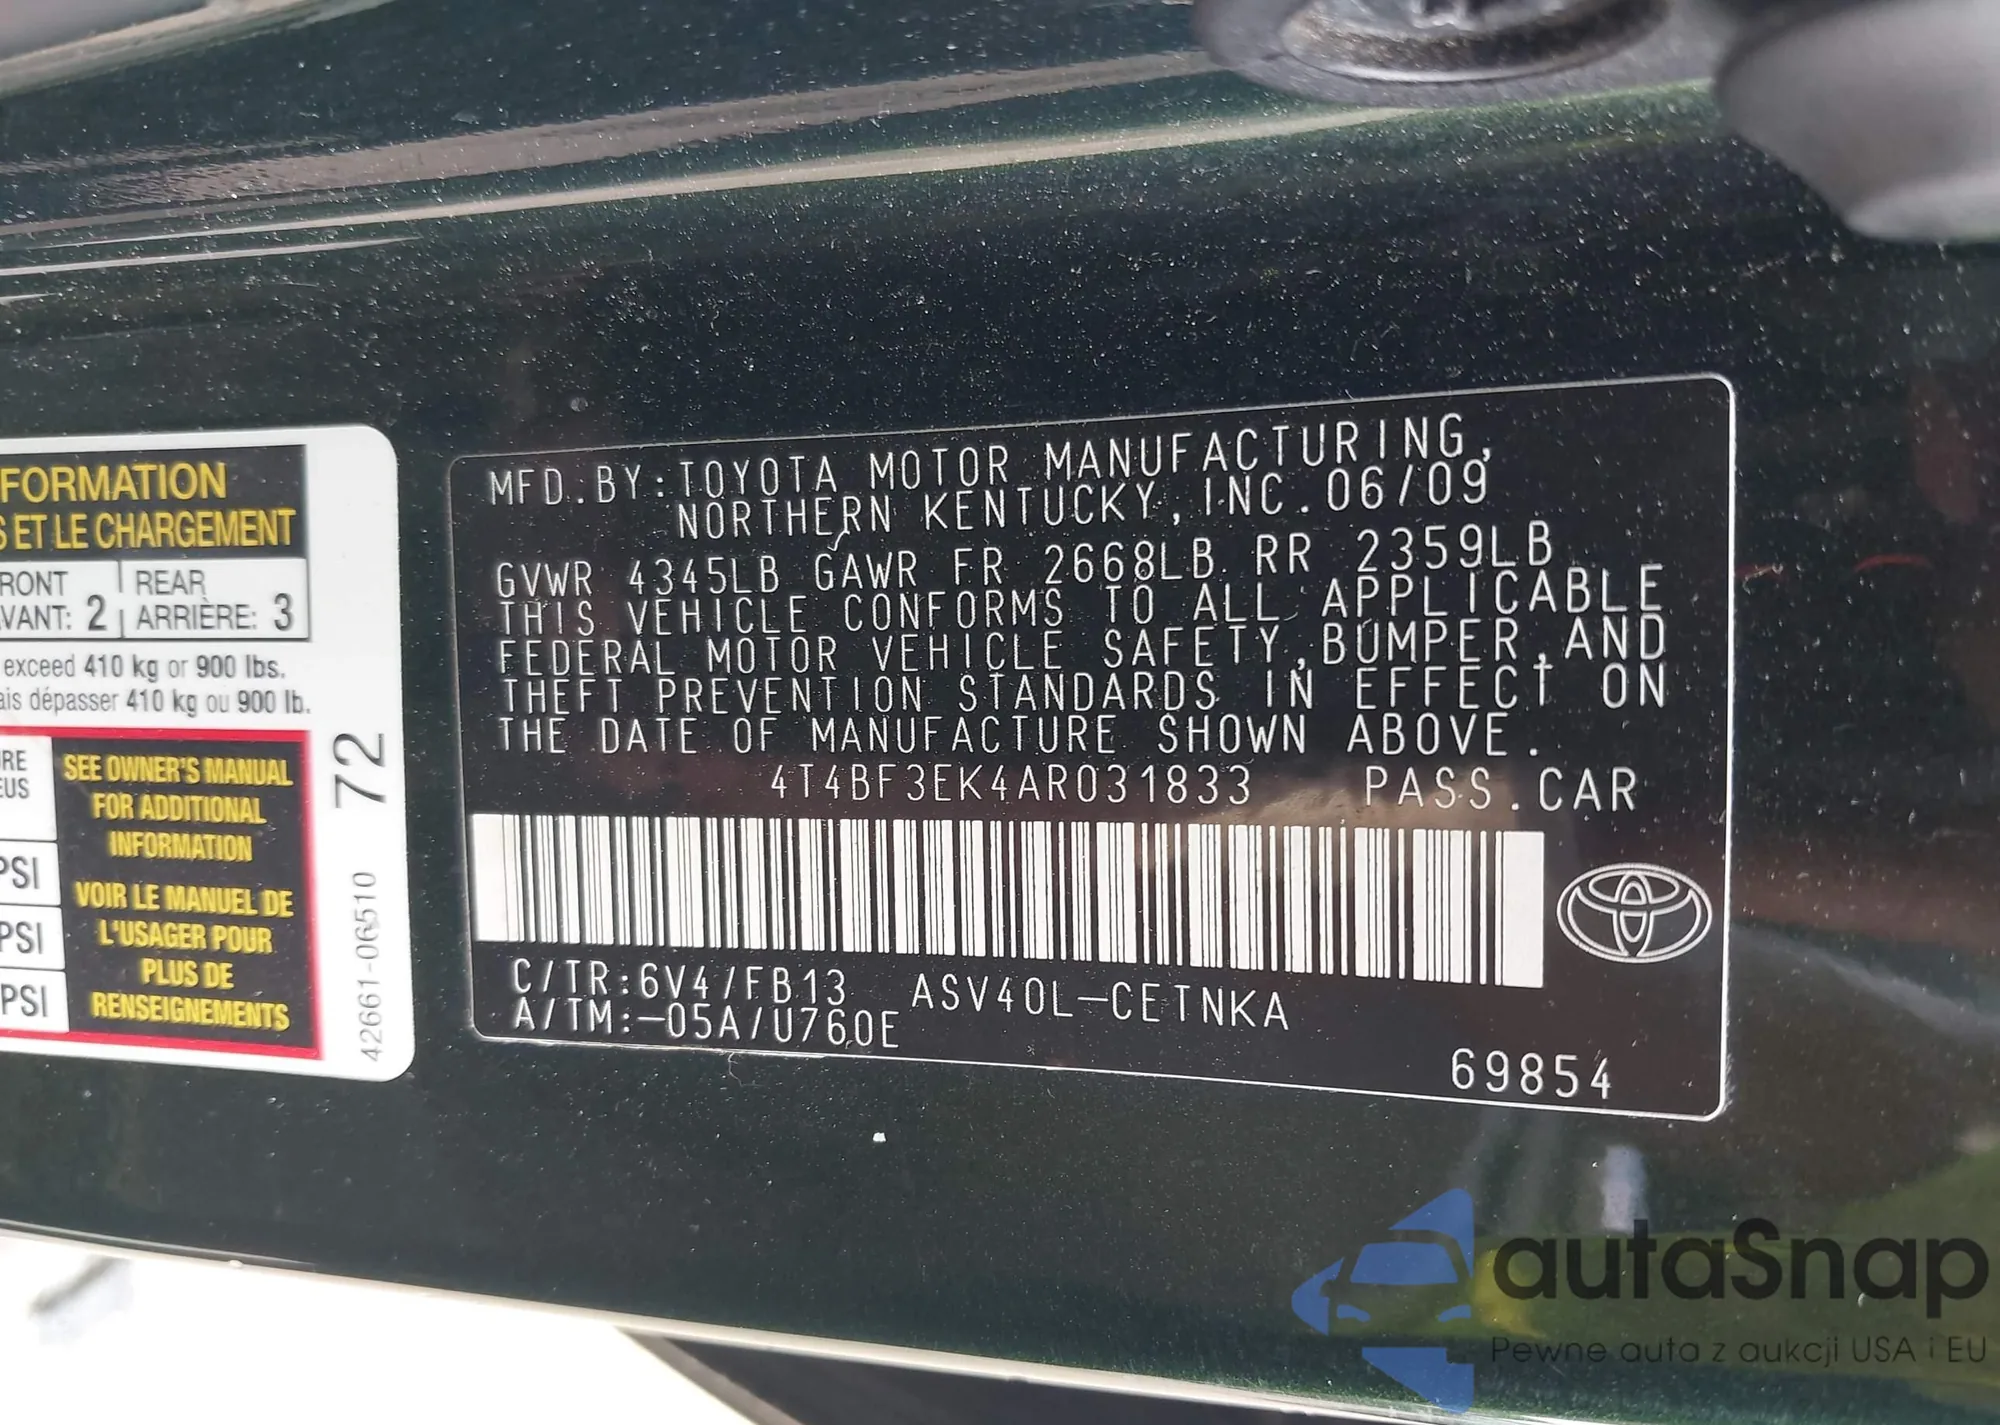 FORMATION
S ET LE CHARGEMENT
RONT
VANT: 2
REAR
ARRIÈRE: 3
exceed 410 kg or 900 lbs.
ais dépasser 410 kg ou 900 lb.
RE
EUS
PSI
PSI
PSI
SEE OWNER'S MANUAL
FOR ADDITIONAL
INFORMATION
VOIR LE MANUEL DE
L'USAGER POUR
PLUS DE
RENSEIGNEMENTS
72
42661-06510
MFD.BY:TOYOTA MOTOR MANUFACTURING,
NORTHERN KENTUCKY, INC. 06/09
GVWR 4345LB GAWR FR 2668LB RR 2359LB
THIS VEHICLE CONFORMS TO ALL APPLICABLE
FEDERAL MOTOR VEHICLE SAFETY,BUMPER,AND
THEFT PREVENTION STANDARDS IN EFFECT ON
THE DATE OF MANUFACTURE SHOWN ABOVE.
4T4BF3EK4AR031833 PASS.CAR
C/TR:6V4/FB13 ASV40L-CETNKA
A/TM:-05A/U760E
69854
autaSnap
Pewne auta z aukcji USA i EU